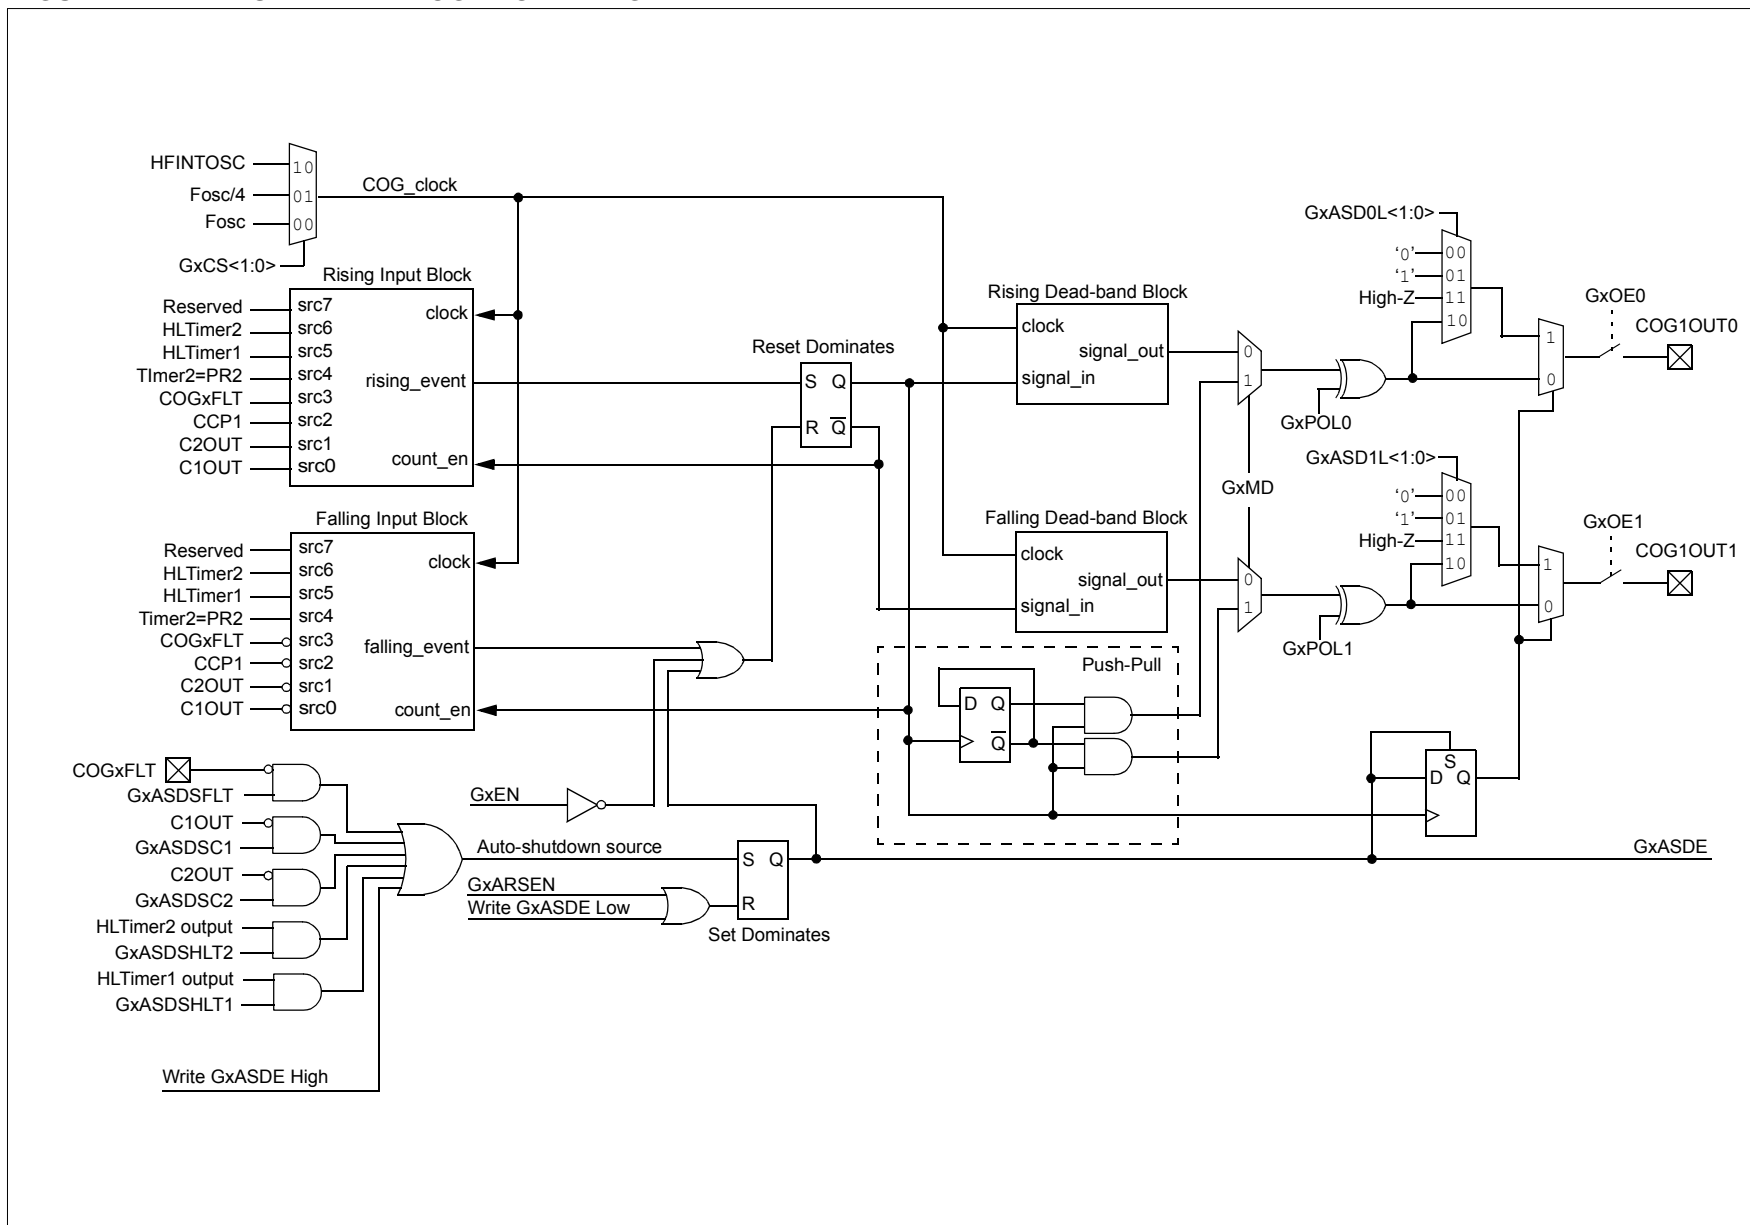 HFINTOSC
10
COG_clock
Fosc/4
01
Fosc
00
GxCS<1:0>
Rising Input Block
Reserved
src7
clock
HLTimer2
src6
HLTimer1
src5
TImer2=PR2
src4
rising_event
COGxFLT
src3
CCP1
src2
C2OUT
src1
C1OUT
src0
count_en
Falling Input Block
Reserved
src7
clock
HLTimer2
src6
HLTimer1
src5
Timer2=PR2
src4
COGxFLT
src3
falling_event
CCP1
src2
C2OUT
src1
C1OUT
src0
count_en
Reset Dominates
S Q
R Q
Rising Dead-band Block
clock
signal_out
signal_in
Falling Dead-band Block
clock
signal_out
signal_in
0
1
GxMD
0
1
GxPOL0
GxPOL1
GxASD0L<1:0>
‘0’ 00
‘1’ 01
High-Z 11
10
1
0
GxOE0
COG1OUT0
GxASD1L<1:0>
‘0’ 00
‘1’ 01
High-Z 11
10
1
0
GxOE1
COG1OUT1
Push-Pull
D Q
Q
S
D Q
COGxFLT
GxASDSFLT
C1OUT
GxASDSC1
C2OUT
GxASDSC2
HLTimer2 output
GxASDSHLT2
HLTimer1 output
GxASDSHLT1
Write GxASDE High
GxEN
Auto-shutdown source
S Q
R
Set Dominates
GxARSEN
Write GxASDE Low
GxASDE